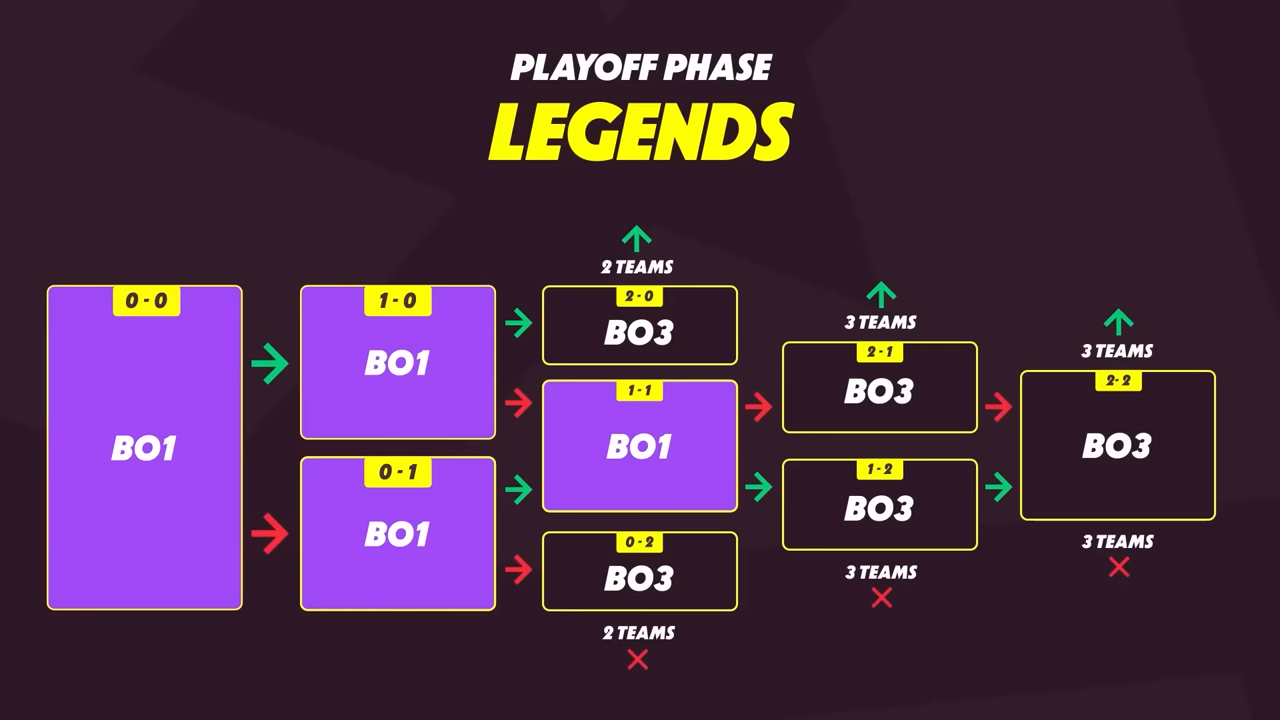 PLAYOFF PHASE
LEGENDS
0 - 0
BO1
1 - 0
BO1
0 - 1
BO1
2 TEAMS
2 - 0
BO3
1 - 1
BO1
0 - 2
BO3
2 TEAMS
3 TEAMS
2 - 1
BO3
1 - 2
BO3
3 TEAMS
3 TEAMS
2- 2
BO3
3 TEAMS